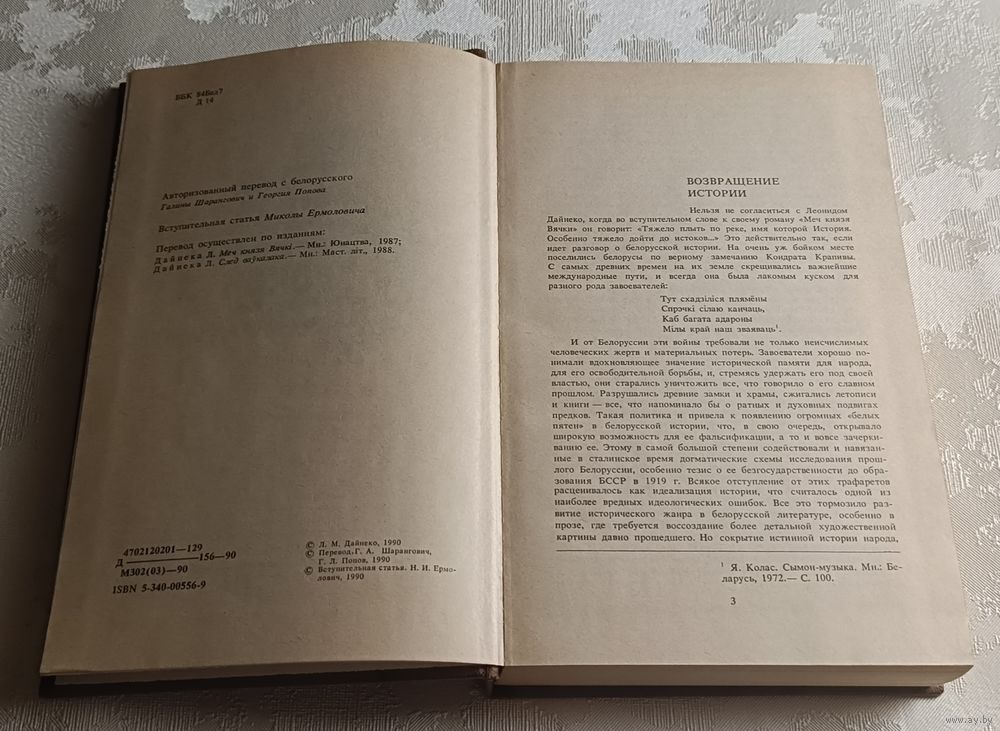 ББК 84Бел7
Д 14
Авторизованный перевод с белорусского
Галины Шарангович и Георгия Попова
Вступительная статья Миколы Ермоловича
Перевод осуществлен по изданиям:
Дайнека Л. Меч князя Вячкі.— Мн.: Юнацтва, 1987;
Дайнека Л. След ваўкалака.— Мн.: Маст. літ., 1988.
4702120201—129
Д ———————— 156—90
М302(03)—90
ISBN 5-340-00556-9
© Л. М. Дайнеко, 1990
© Перевод. Г. А. Шарангович,
Г. Л. Попов, 1990
© Вступительная статья. Н. И. Ермо-
лович, 1990
ВОЗВРАЩЕНИЕ
ИСТОРИИ
Нельзя не согласиться с Леонидом
Дайнеко, когда во вступительном слове к своему роману «Меч князя
Вячки» он говорит: «Тяжело плыть по реке, имя которой История.
Особенно тяжело дойти до истоков...» Это действительно так, если
идет разговор о белорусской истории. На очень уж бойком месте
поселились белорусы по верному замечанию Кондрата Крапивы.
С самых древних времен на их земле скрещивались важнейшие
международные пути, и всегда она была лакомым куском для
разного рода завоевателей:
Тут схадзіліся плямёны
Спрэчкі сілаю канчаць,
Каб багата адароны
Мілы край наш зваяваць¹.
И от Белоруссии эти войны требовали не только неисчислимых
человеческих жертв и материальных потерь. Завоеватели хорошо по-
нимали вдохновляющее значение исторической памяти для народа,
для его освободительной борьбы, и, стремясь удержать его под своей
властью, они старались уничтожить все, что говорило о его славном
прошлом. Разрушались древние замки и храмы, сжигались летописи
и книги — все, что напоминало бы о ратных и духовных подвигах
предков. Такая политика и привела к появлению огромных «белых
пятен» в белорусской истории, что, в свою очередь, открывало
широкую возможность для ее фальсификации, а то и вовсе зачерки-
ванию ее. Этому в самой большой степени содействовали и навязан-
ные в сталинское время догматические схемы исследования прош-
лого Белоруссии, особенно тезис о ее безгосударственности до обра-
зования БССР в 1919 г. Всякое отступление от этих трафаретов
расценивалось как идеализация истории, что считалось одной из
наиболее вредных идеологических ошибок. Все это тормозило раз-
витие исторического жанра в белорусской литературе, особенно в
прозе, где требуется воссоздание более детальной художественной
картины давно прошедшего. Но сокрытие истинной истории народа,
¹ Я. Колас. Сымон-музыка. Мн.: Бе-
ларусь, 1972.— С. 100.
3
www.ay.by